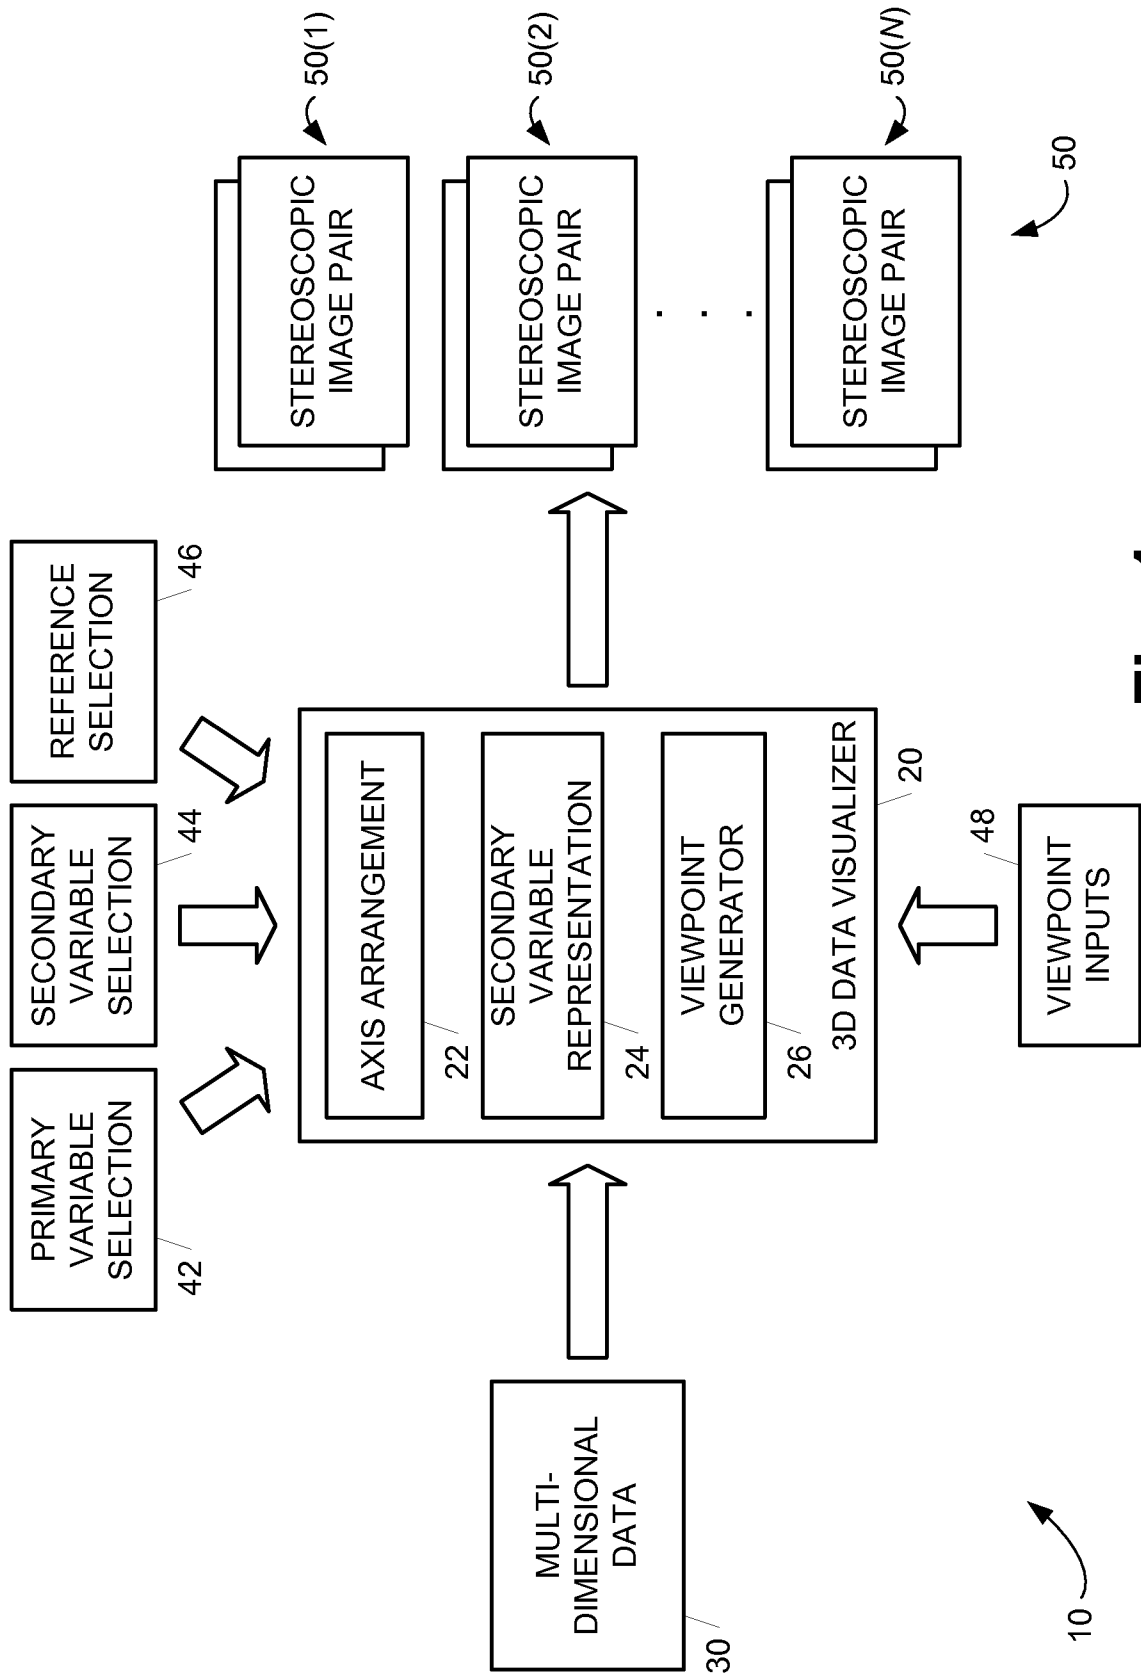 PRIMARY
VARIABLE
SELECTION
42
SECONDARY
VARIABLE
SELECTION
44
REFERENCE
SELECTION
46
MULTI-
DIMENSIONAL
DATA
30
AXIS ARRANGEMENT
22
SECONDARY
VARIABLE
REPRESENTATION
24
VIEWPOINT
GENERATOR
26
3D DATA VISUALIZER
20
STEREOSCOPIC
IMAGE PAIR
50(1)
STEREOSCOPIC
IMAGE PAIR
50(2)
. . .
STEREOSCOPIC
IMAGE PAIR
50(N)
50
VIEWPOINT
INPUTS
48
10